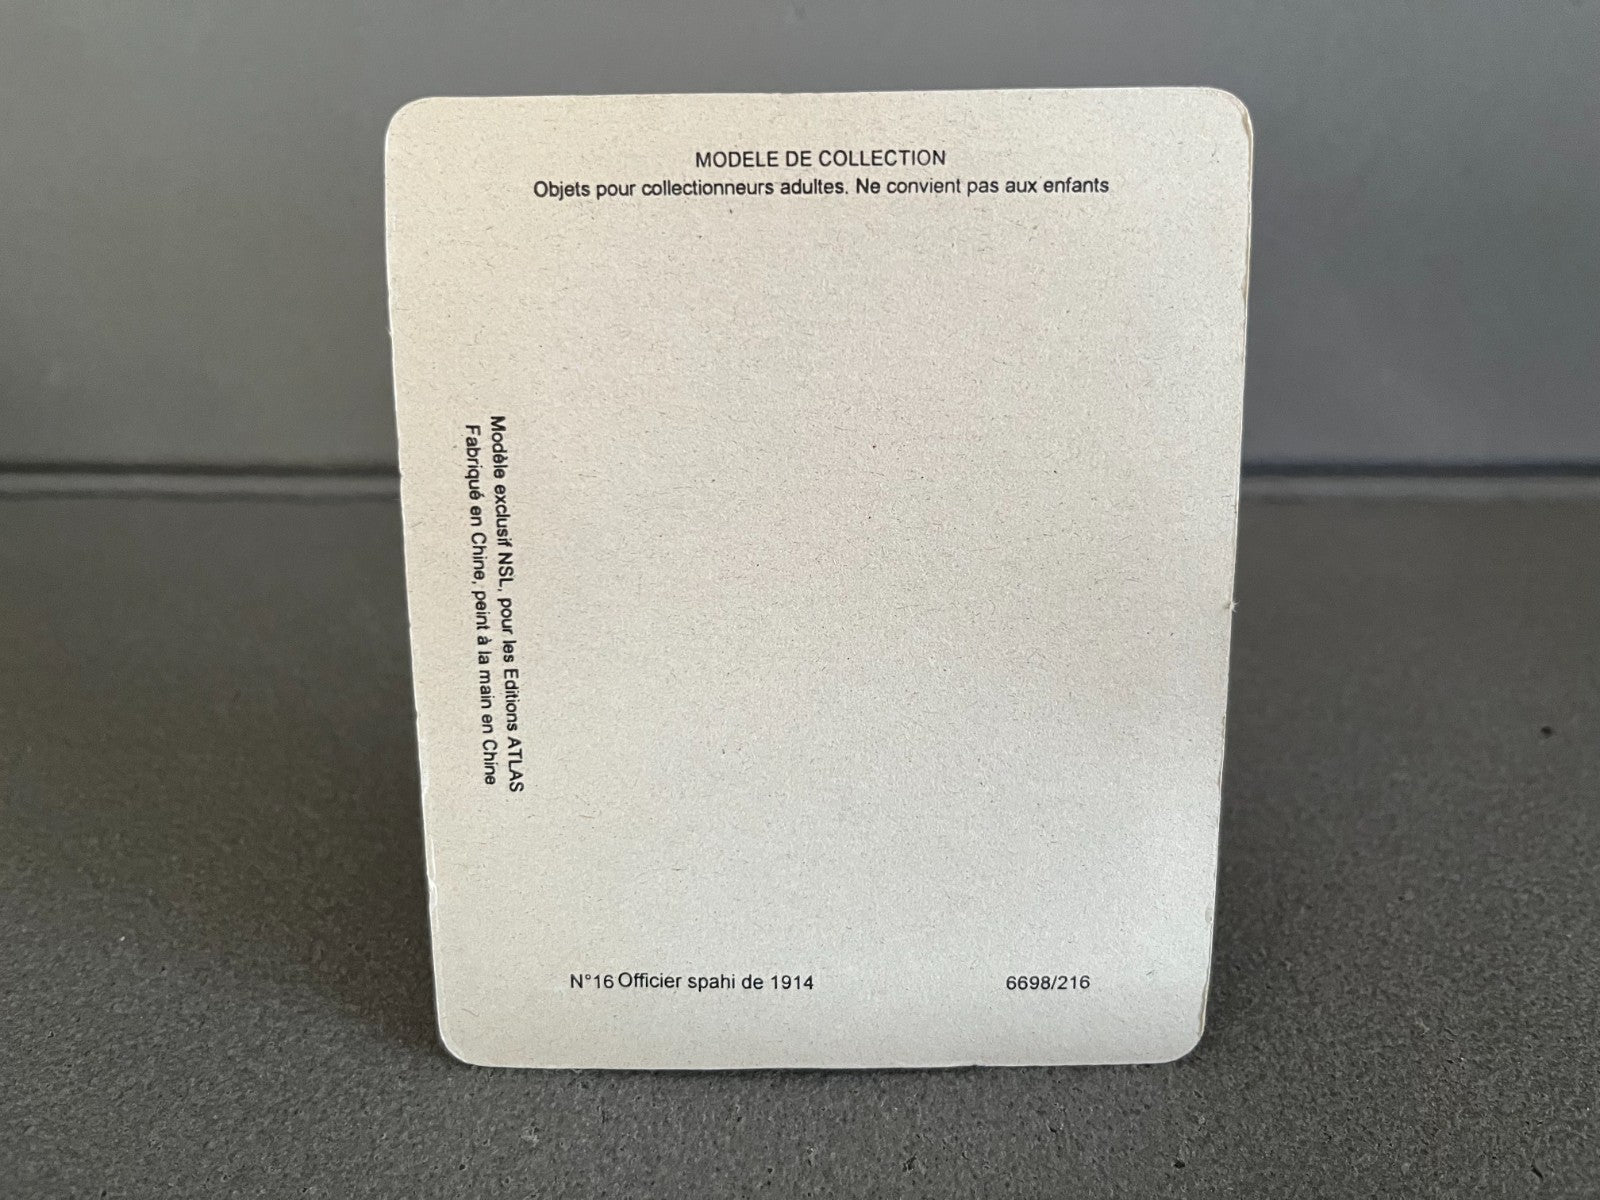 MODELE DE COLLECTION
Objets pour collectionneurs adultes. Ne convient pas aux enfants
Modèle exclusif NSL, pour les Editions ATLAS
Fabriqué en Chine, peint à la main en Chine
N°16 Officier spahi de 1914
6698/216